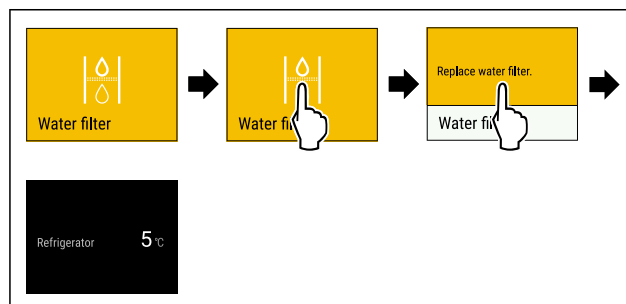 Water filter
Water fi
Replace water filter.
Water fi
Refrigerator 5 °C